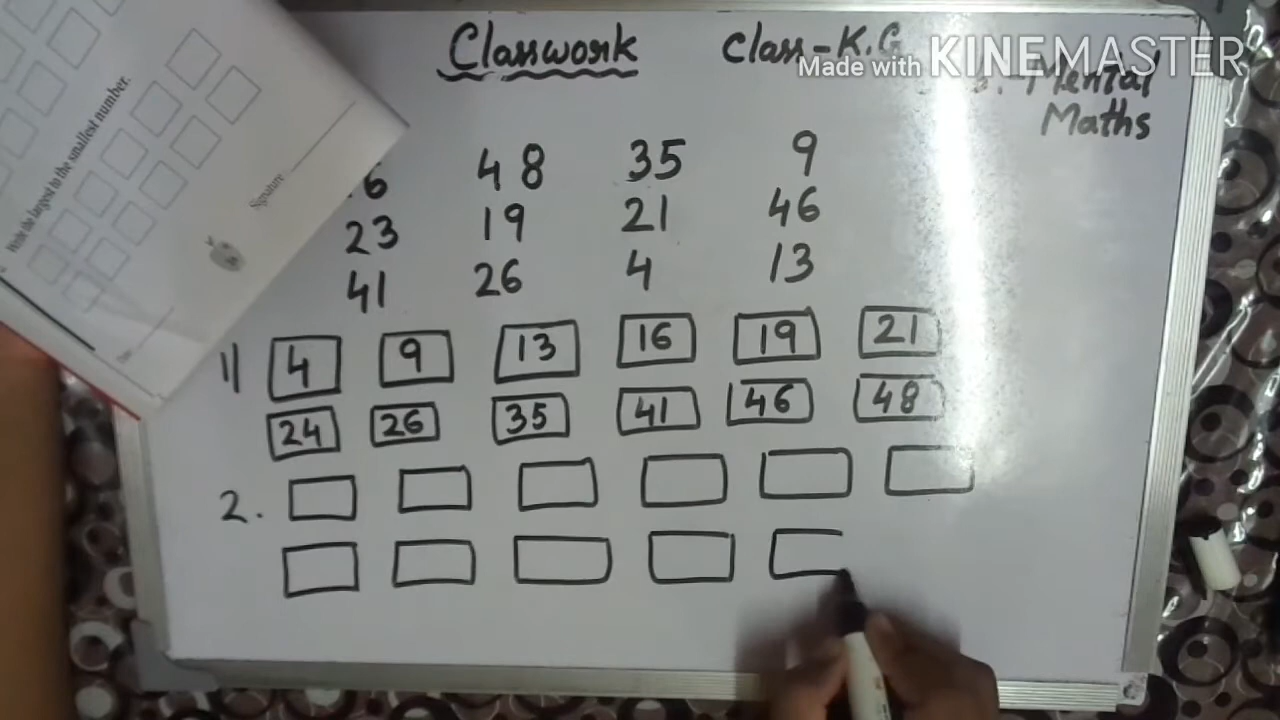 Classwork Class-K.G
Made with KINEMASTER
Mental
Maths
Write the largest to the smallest number.
Signature
6 48 35 9
23 19 21 46
41 26 4 13
1) 4 9 13 16 19 21
24 26 35 41 46 48
2.